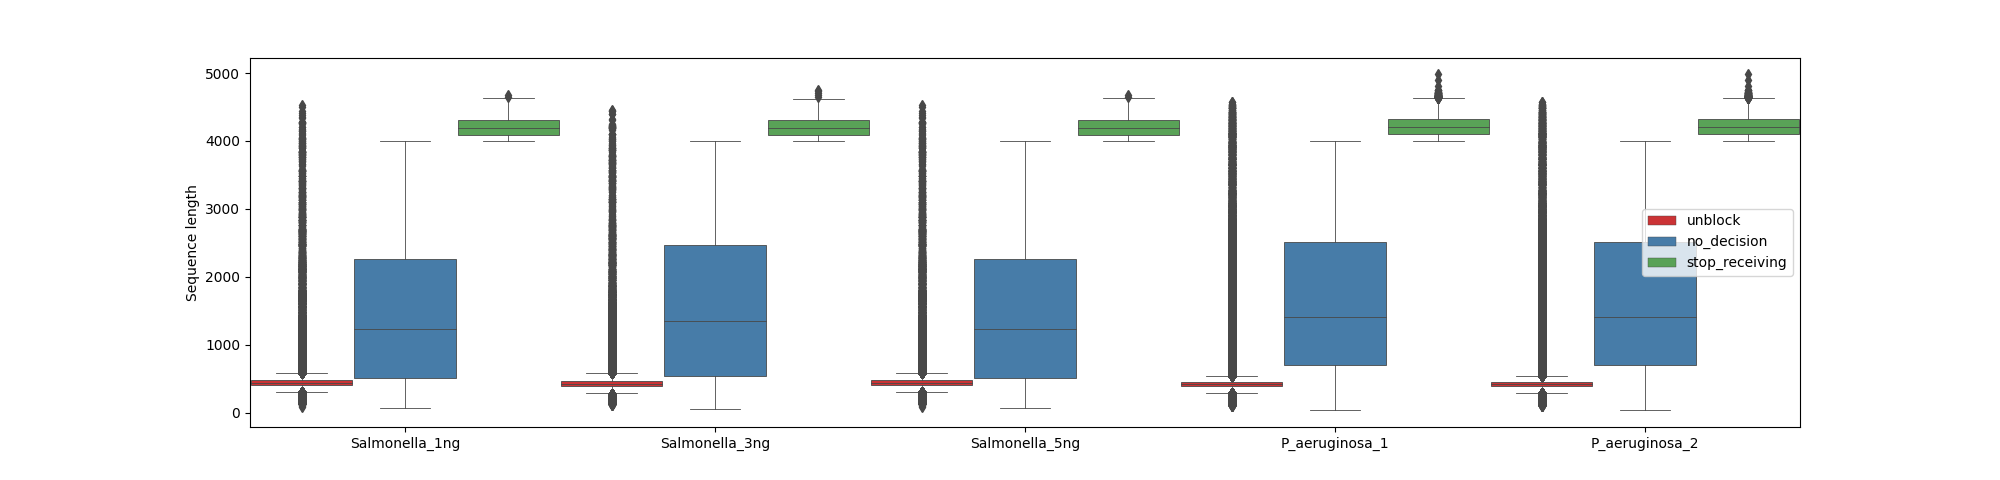 Sequence length
5000
4000
3000
2000
1000
0
unblock
no_decision
stop_receiving
Salmonella_1ng
Salmonella_3ng
Salmonella_5ng
P_aeruginosa_1
P_aeruginosa_2